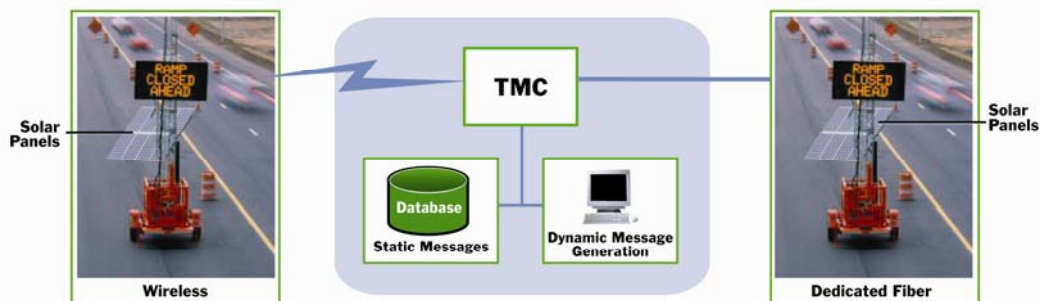 RAMP
CLOSED
AHEAD
Solar
Panels
Wireless
TMC
Database
Static Messages
Dynamic Message
Generation
RAMP
CLOSED
AHEAD
Solar
Panels
Dedicated Fiber